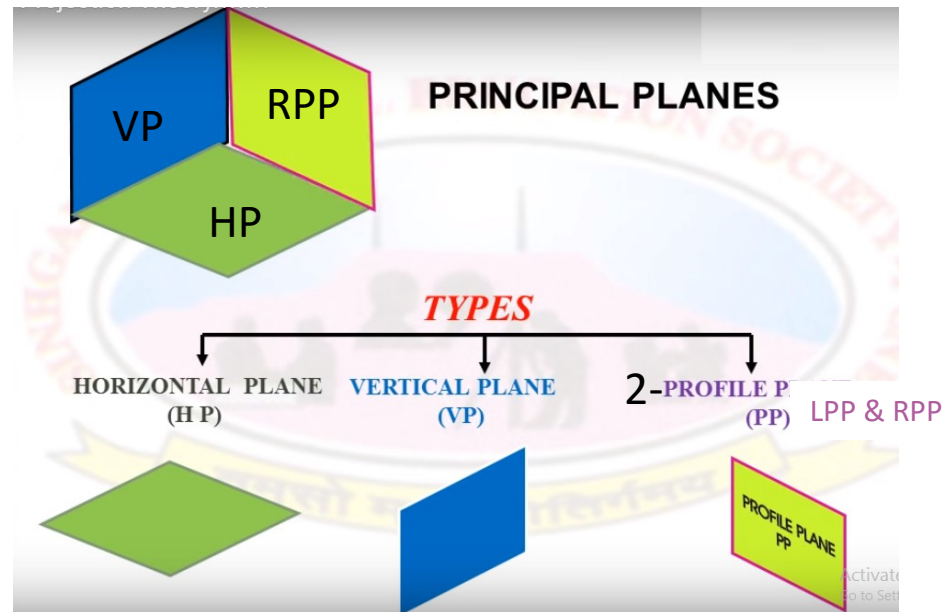 VP
RPP
HP
PRINCIPAL PLANES
TYPES
HORIZONTAL PLANE
(H P)
VERTICAL PLANE
(VP)
2-PROFILE
(PP)
LPP & RPP
PROFILE PLANE
PP
Activate